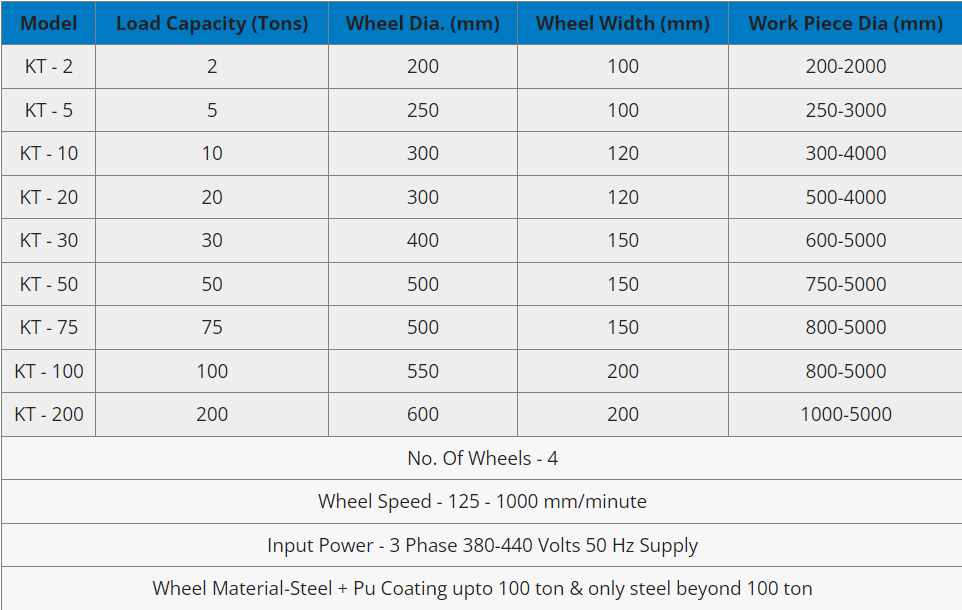 Model Load Capacity (Tons) Wheel Dia. (mm) Wheel Width (mm) Work Piece Dia (mm)
KT - 2 2 200 100 200-2000
KT - 5 5 250 100 250-3000
KT - 10 10 300 120 300-4000
KT - 20 20 300 120 500-4000
KT - 30 30 400 150 600-5000
KT - 50 50 500 150 750-5000
KT - 75 75 500 150 800-5000
KT - 100 100 550 200 800-5000
KT - 200 200 600 200 1000-5000
No. Of Wheels - 4
Wheel Speed - 125 - 1000 mm/minute
Input Power - 3 Phase 380-440 Volts 50 Hz Supply
Wheel Material-Steel + Pu Coating upto 100 ton & only steel beyond 100 ton